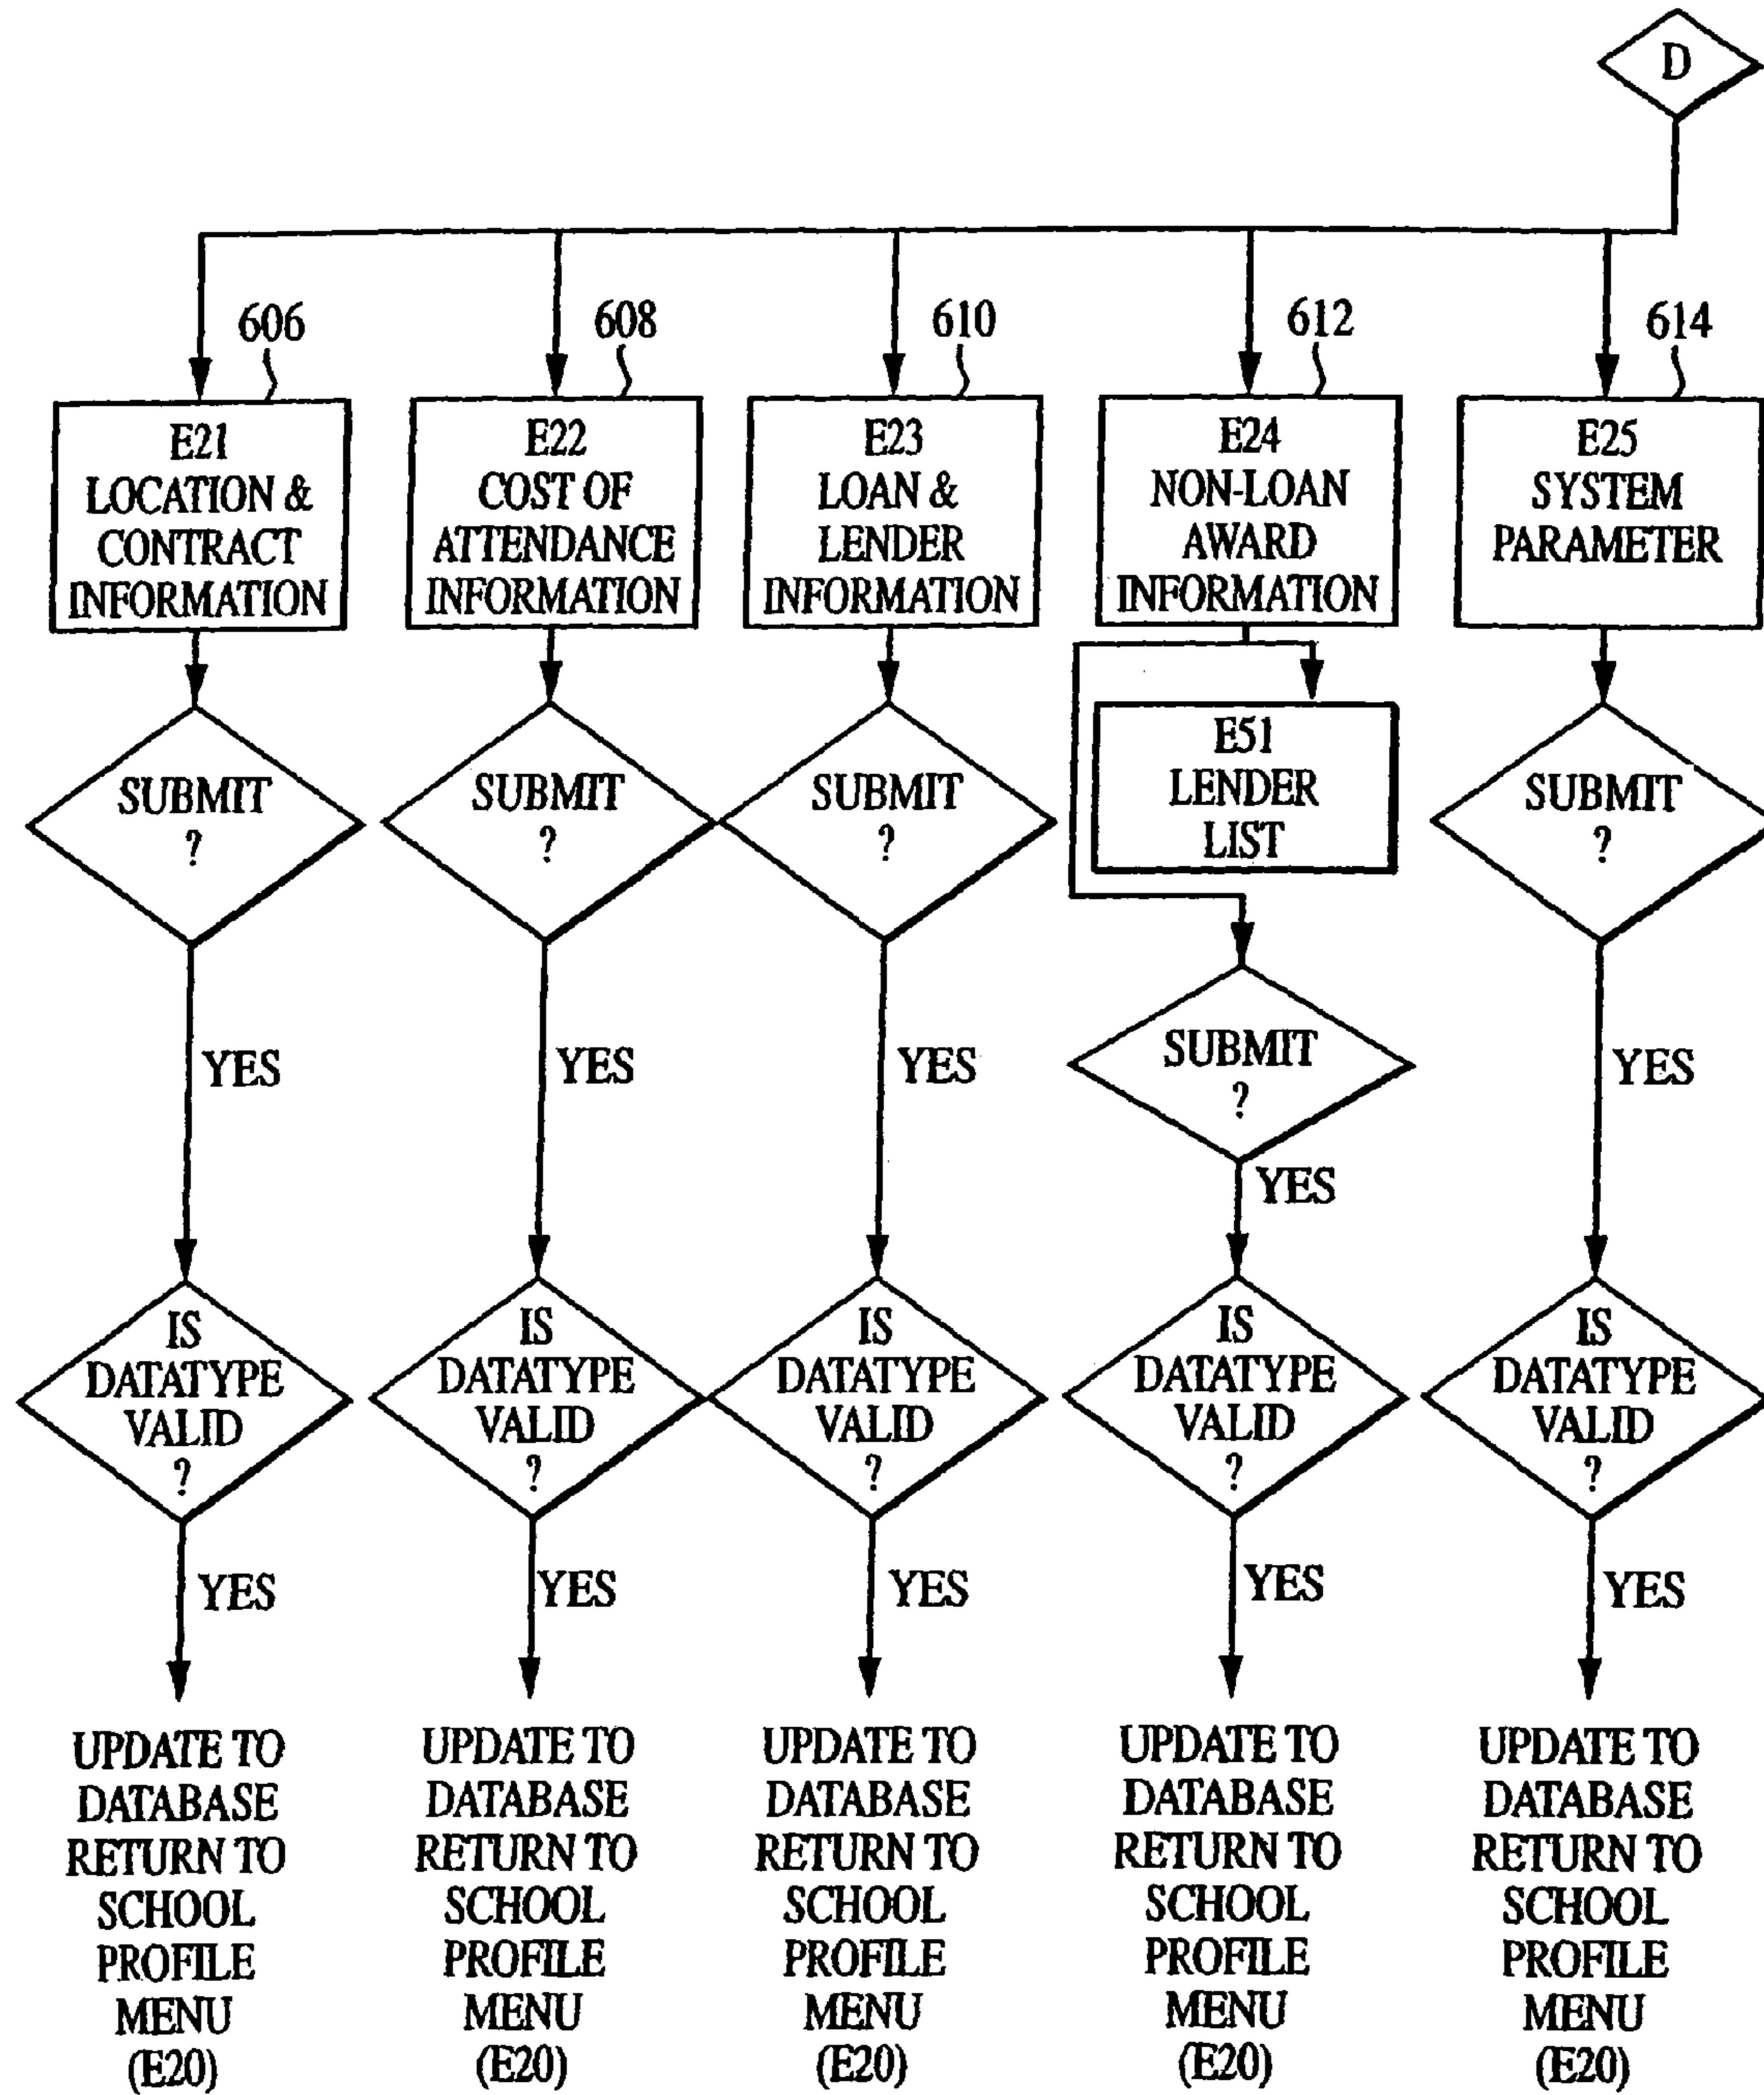 D
606
608
610
612
614
E21
LOCATION &
CONTRACT
INFORMATION
E22
COST OF
ATTENDANCE
INFORMATION
E23
LOAN &
LENDER
INFORMATION
E24
NON-LOAN
AWARD
INFORMATION
E25
SYSTEM
PARAMETER
SUBMIT
?
SUBMIT
?
SUBMIT
?
E51
LENDER
LIST
SUBMIT
?
SUBMIT
?
YES
YES
YES
YES
YES
IS
DATATYPE
VALID
?
IS
DATATYPE
VALID
?
IS
DATATYPE
VALID
?
IS
DATATYPE
VALID
?
IS
DATATYPE
VALID
?
YES
YES
YES
YES
YES
UPDATE TO
DATABASE
RETURN TO
SCHOOL
PROFILE
MENU
(E20)
UPDATE TO
DATABASE
RETURN TO
SCHOOL
PROFILE
MENU
(E20)
UPDATE TO
DATABASE
RETURN TO
SCHOOL
PROFILE
MENU
(E20)
UPDATE TO
DATABASE
RETURN TO
SCHOOL
PROFILE
MENU
(E20)
UPDATE TO
DATABASE
RETURN TO
SCHOOL
PROFILE
MENU
(E20)